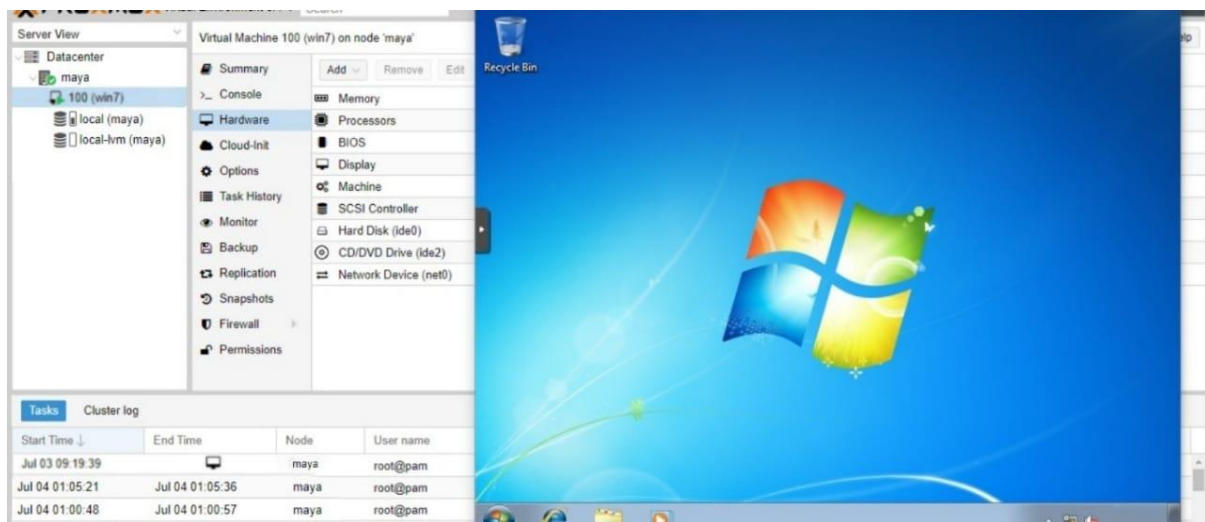 Server View
Datacenter
maya
100 (win7)
local (maya)
local-lvm (maya)
Virtual Machine 100 (win7) on node 'maya'
Summary
>_ Console
Hardware
Cloud-Init
Options
Task History
Monitor
Backup
Replication
Snapshots
Firewall
Permissions
Add Remove Edit
Memory
Processors
BIOS
Display
Machine
SCSI Controller
Hard Disk (ide0)
CD/DVD Drive (ide2)
Network Device (net0)
Recycle Bin
Tasks Cluster log
Start Time ↓ End Time Node User name
Jul 03 09:19:39 maya root@pam
Jul 04 01:05:21 Jul 04 01:05:36 maya root@pam
Jul 04 01:00:48 Jul 04 01:00:57 maya root@pam